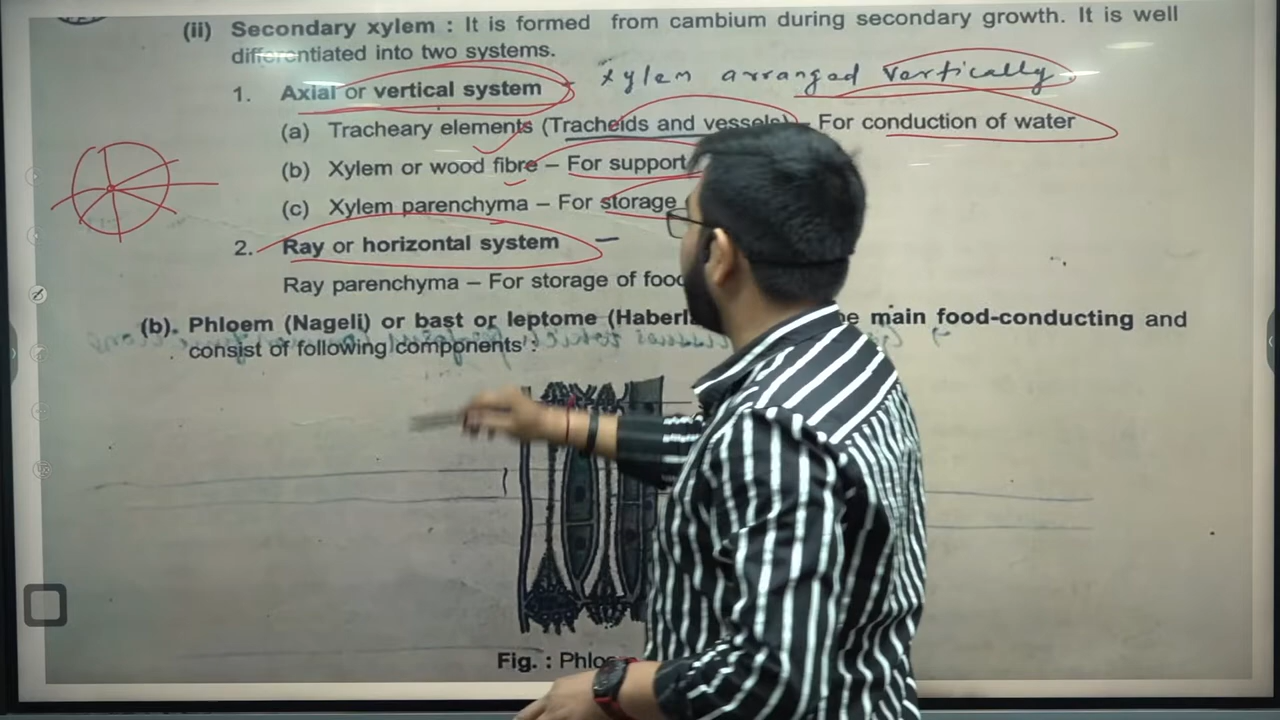 (ii) Secondary xylem : It is formed from cambium during secondary growth. It is well
differentiated into two systems.
xylem arranged vertically
1. Axial or vertical system
(a) Tracheary elements (Tracheids and vessels) – For conduction of water
(b) Xylem or wood fibre – For support
(c) Xylem parenchyma – For storage
2. Ray or horizontal system –
Ray parenchyma – For storage of food
(b). Phloem (Nageli) or bast or leptome (Haberl main food-conducting and
consist of following components :
Fig. : Phlo